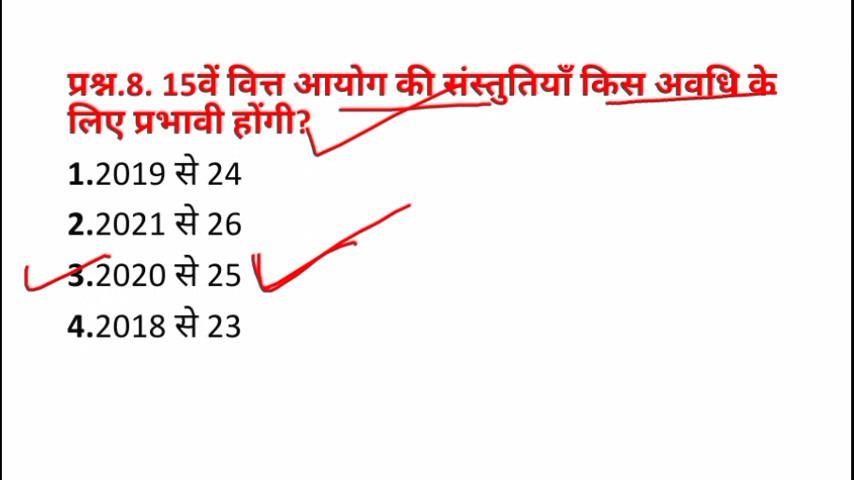 प्रश्न.8. 15वें वित्त आयोग की संस्तुतियाँ किस अवधि के
लिए प्रभावी होंगी?
1.2019 से 24
2.2021 से 26
3.2020 से 25
4.2018 से 23